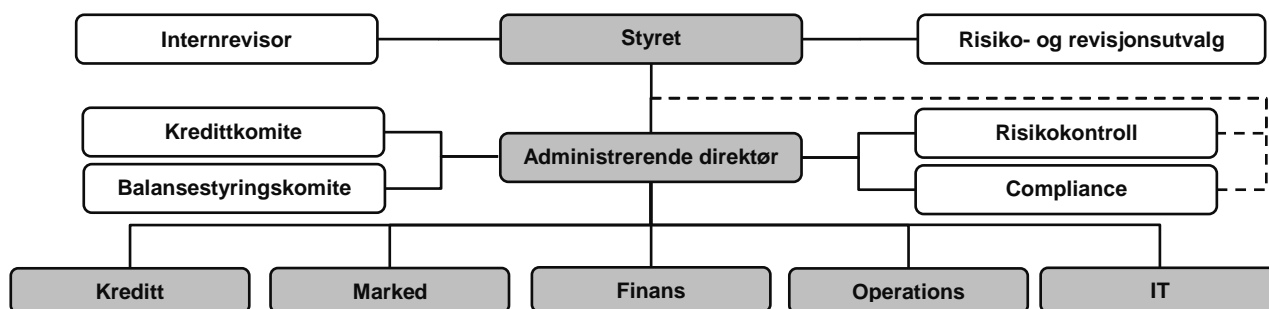 Internrevisor
Styret
Risiko- og revisjonsutvalg
Kredittkomite
Risikokontroll
Administrerende direktør
Balansestyringskomite
Compliance
Kreditt
Marked
Finans
Operations
IT